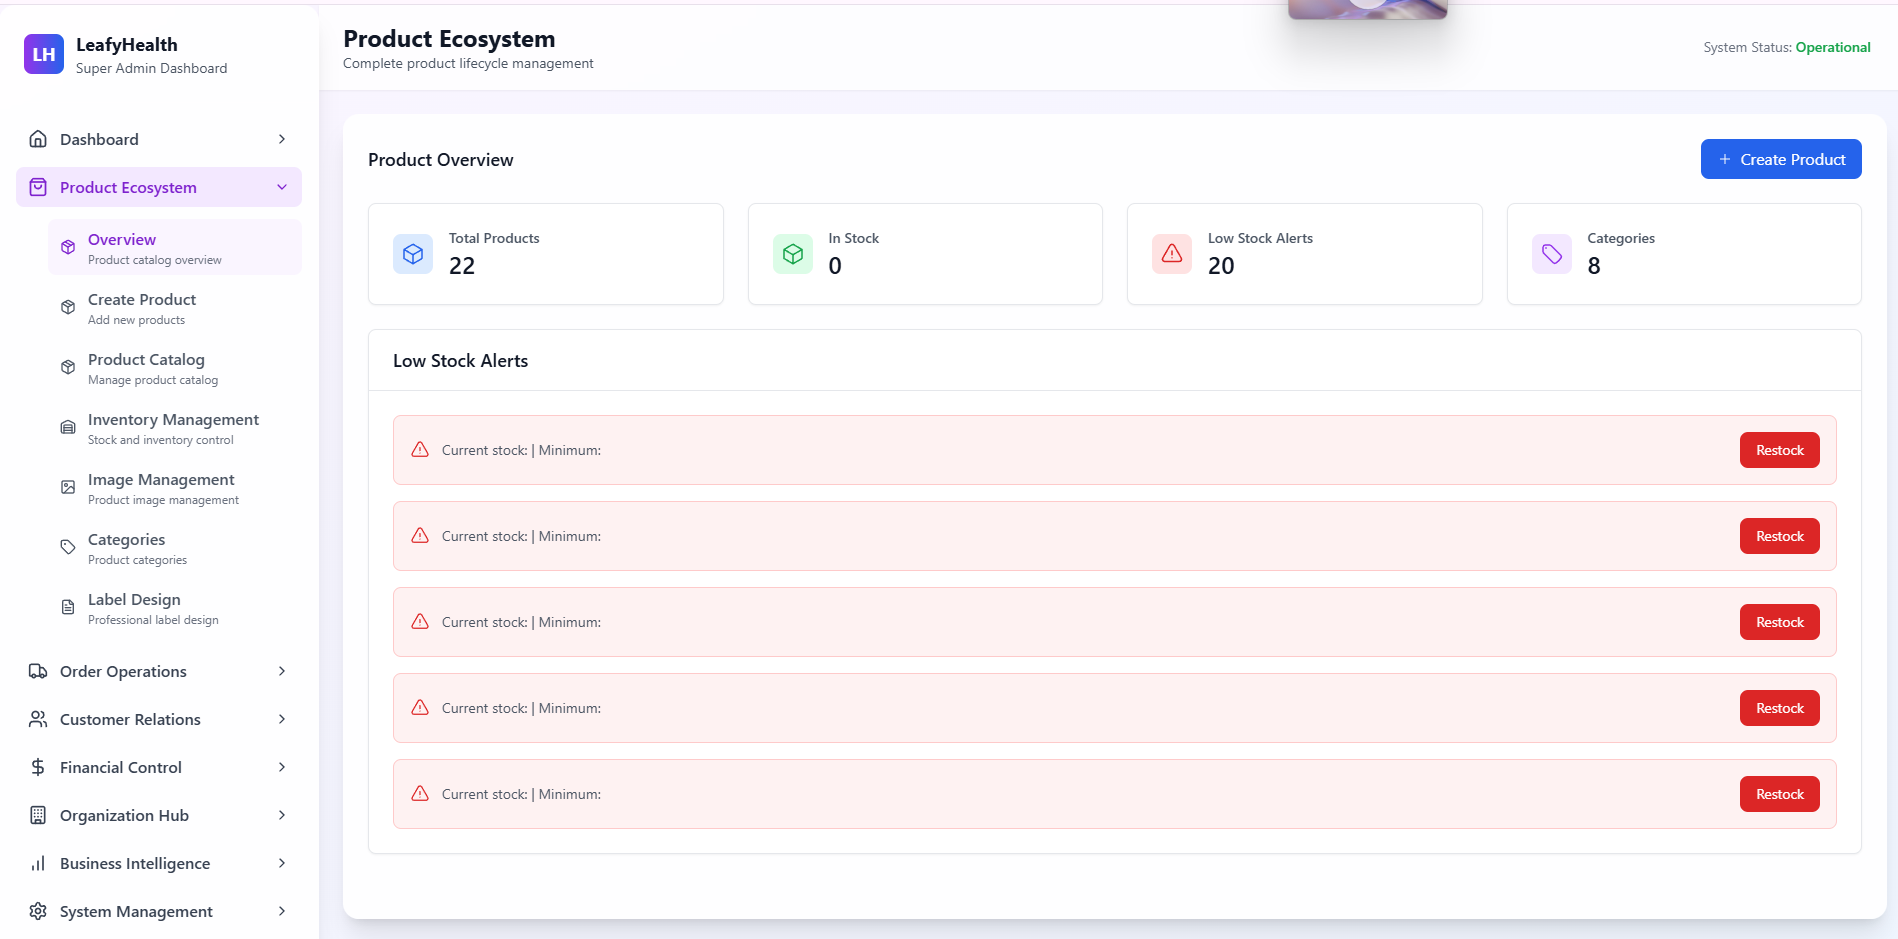 LH
LeafyHealth
Super Admin Dashboard
Dashboard
Product Ecosystem
Overview
Product catalog overview
Create Product
Add new products
Product Catalog
Manage product catalog
Inventory Management
Stock and inventory control
Image Management
Product image management
Categories
Product categories
Label Design
Professional label design
Order Operations
Customer Relations
Financial Control
Organization Hub
Business Intelligence
System Management
Product Ecosystem
Complete product lifecycle management
System Status: Operational
Product Overview
Create Product
Total Products
22
In Stock
0
Low Stock Alerts
20
Categories
8
Low Stock Alerts
Current stock: | Minimum:
Restock
Current stock: | Minimum:
Restock
Current stock: | Minimum:
Restock
Current stock: | Minimum:
Restock
Current stock: | Minimum:
Restock